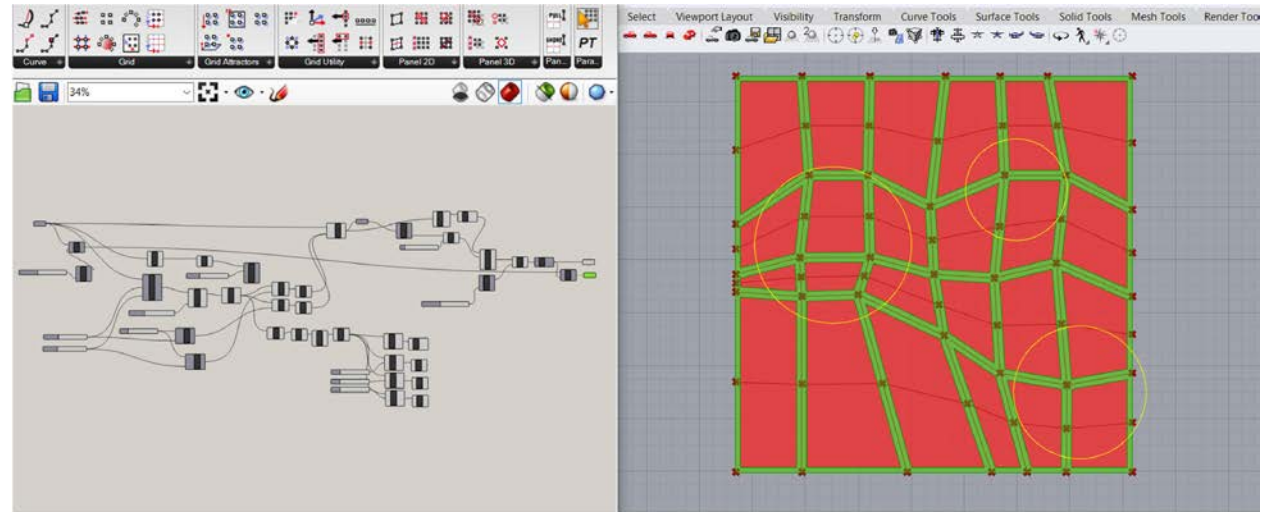 Curve
Grid
Grid Attractors
Grid Utility
Panel 2D
Panel 3D
Pan..
Para..
PT
34%
Select Viewport Layout Visibility Transform Curve Tools Surface Tools Solid Tools Mesh Tools Render Too